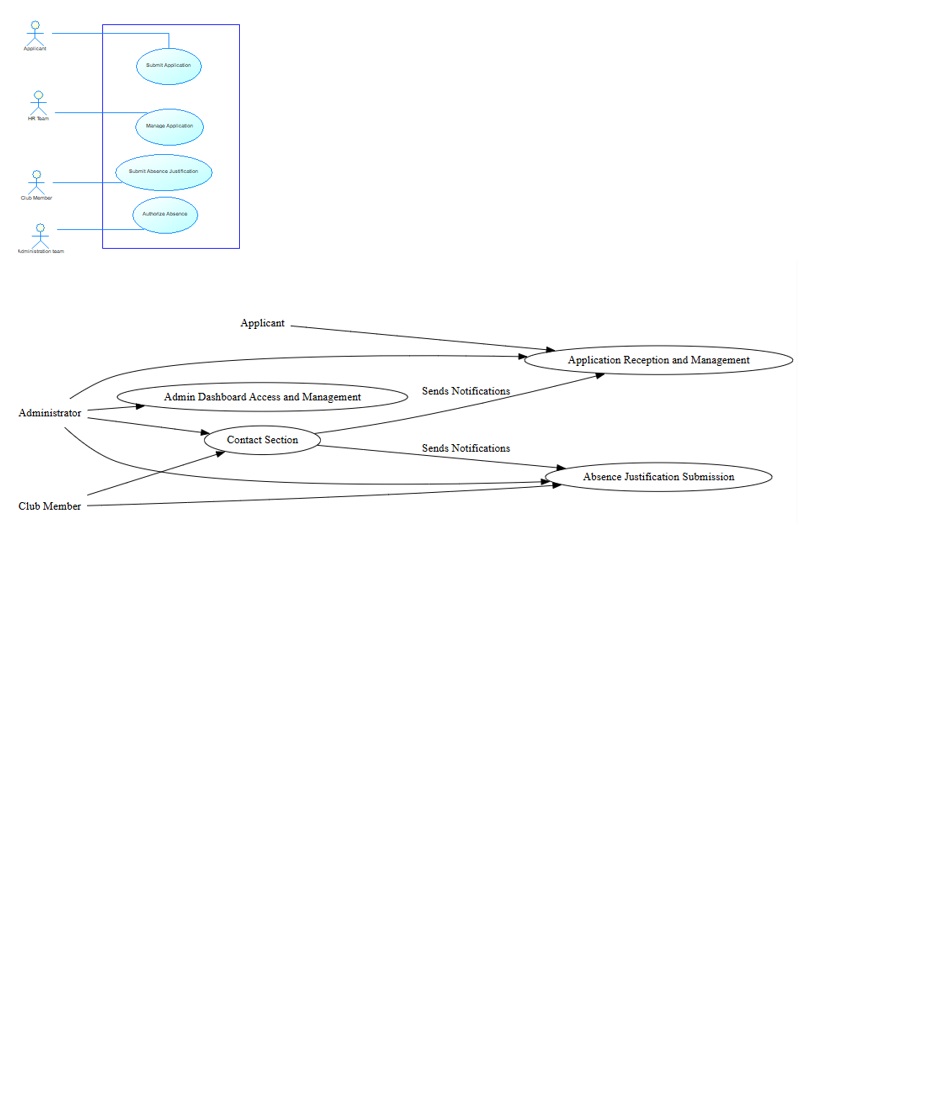 Applicant
Submit Application
HR Team
Manage Application
Submit Absence Justification
Club Member
Authorize Absence
Administration team
Applicant
Application Reception and Management
Sends Notifications
Admin Dashboard Access and Management
Administrator
Contact Section
Sends Notifications
Absence Justification Submission
Club Member